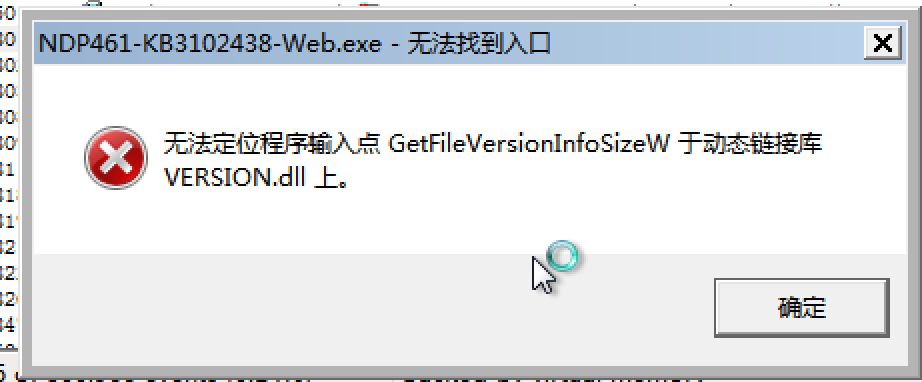 NDP461-KB3102438-Web.exe - 无法找到入口
无法定位程序输入点 GetFileVersionInfoSizeW 于动态链接库
VERSION.dll 上。
确定